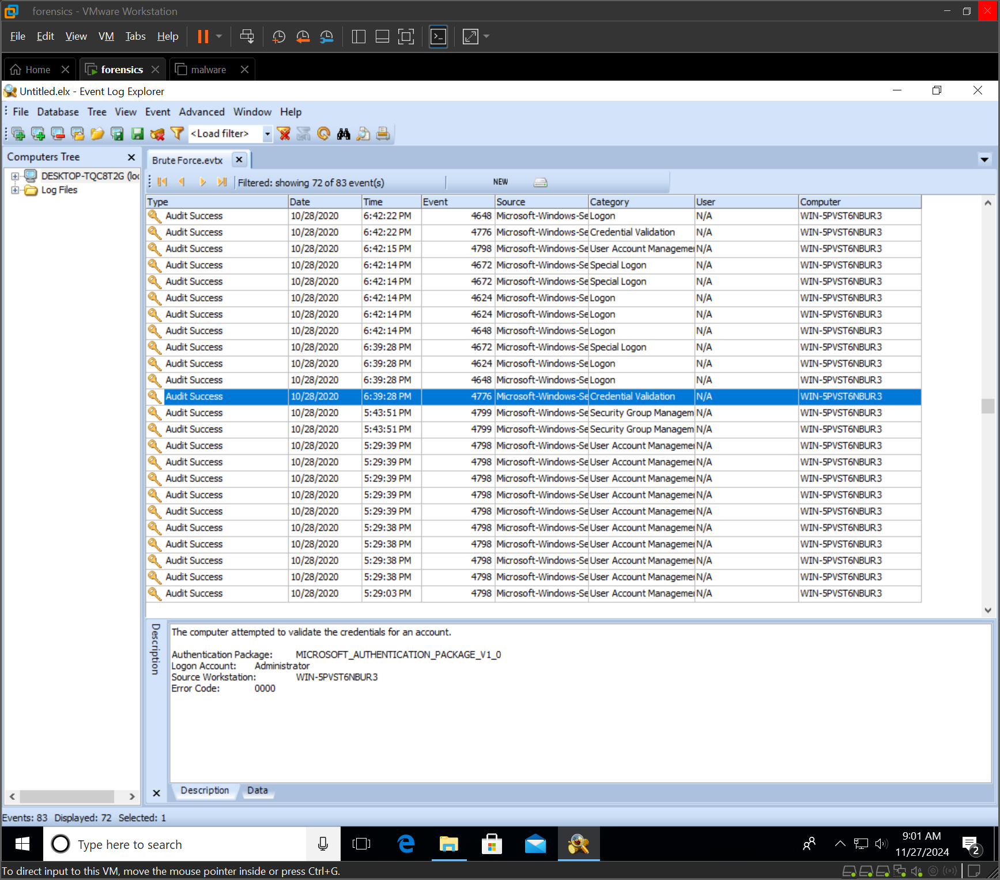 forensics - VMware Workstation
File Edit View VM Tabs Help
Home forensics malware
Untitled.elx - Event Log Explorer
File Database Tree View Event Advanced Window Help
<Load filter>
Computers Tree
Brute Force.evtx
DESKTOP-TQC8T2G (loc
Log Files
Filtered: showing 72 of 83 event(s) NEW
Type Date Time Event Source Category User Computer
Audit Success 10/28/2020 6:42:22 PM 4648 Microsoft-Windows-Se Logon N/A WIN-5PVST6NBUR3
Audit Success 10/28/2020 6:42:22 PM 4776 Microsoft-Windows-Se Credential Validation N/A WIN-5PVST6NBUR3
Audit Success 10/28/2020 6:42:15 PM 4798 Microsoft-Windows-Se User Account Managemer N/A WIN-5PVST6NBUR3
Audit Success 10/28/2020 6:42:14 PM 4672 Microsoft-Windows-Se Special Logon N/A WIN-5PVST6NBUR3
Audit Success 10/28/2020 6:42:14 PM 4672 Microsoft-Windows-Se Special Logon N/A WIN-5PVST6NBUR3
Audit Success 10/28/2020 6:42:14 PM 4624 Microsoft-Windows-Se Logon N/A WIN-5PVST6NBUR3
Audit Success 10/28/2020 6:42:14 PM 4624 Microsoft-Windows-Se Logon N/A WIN-5PVST6NBUR3
Audit Success 10/28/2020 6:42:14 PM 4648 Microsoft-Windows-Se Logon N/A WIN-5PVST6NBUR3
Audit Success 10/28/2020 6:39:28 PM 4672 Microsoft-Windows-Se Special Logon N/A WIN-5PVST6NBUR3
Audit Success 10/28/2020 6:39:28 PM 4624 Microsoft-Windows-Se Logon N/A WIN-5PVST6NBUR3
Audit Success 10/28/2020 6:39:28 PM 4648 Microsoft-Windows-Se Logon N/A WIN-5PVST6NBUR3
Audit Success 10/28/2020 6:39:28 PM 4776 Microsoft-Windows-Se Credential Validation N/A WIN-5PVST6NBUR3
Audit Success 10/28/2020 5:43:51 PM 4799 Microsoft-Windows-Se Security Group Managem N/A WIN-5PVST6NBUR3
Audit Success 10/28/2020 5:43:51 PM 4799 Microsoft-Windows-Se Security Group Managem N/A WIN-5PVST6NBUR3
Audit Success 10/28/2020 5:29:39 PM 4798 Microsoft-Windows-Se User Account Managemer N/A WIN-5PVST6NBUR3
Audit Success 10/28/2020 5:29:39 PM 4798 Microsoft-Windows-Se User Account Managemer N/A WIN-5PVST6NBUR3
Audit Success 10/28/2020 5:29:39 PM 4798 Microsoft-Windows-Se User Account Managemer N/A WIN-5PVST6NBUR3
Audit Success 10/28/2020 5:29:39 PM 4798 Microsoft-Windows-Se User Account Managemer N/A WIN-5PVST6NBUR3
Audit Success 10/28/2020 5:29:39 PM 4798 Microsoft-Windows-Se User Account Managemer N/A WIN-5PVST6NBUR3
Audit Success 10/28/2020 5:29:38 PM 4798 Microsoft-Windows-Se User Account Managemer N/A WIN-5PVST6NBUR3
Audit Success 10/28/2020 5:29:38 PM 4798 Microsoft-Windows-Se User Account Managemer N/A WIN-5PVST6NBUR3
Audit Success 10/28/2020 5:29:38 PM 4798 Microsoft-Windows-Se User Account Managemer N/A WIN-5PVST6NBUR3
Audit Success 10/28/2020 5:29:38 PM 4798 Microsoft-Windows-Se User Account Managemer N/A WIN-5PVST6NBUR3
Audit Success 10/28/2020 5:29:03 PM 4798 Microsoft-Windows-Se User Account Managemer N/A WIN-5PVST6NBUR3
Description
The computer attempted to validate the credentials for an account.
Authentication Package: MICROSOFT_AUTHENTICATION_PACKAGE_V1_0
Logon Account: Administrator
Source Workstation: WIN-5PVST6NBUR3
Error Code: 0000
Description Data
Events: 83 Displayed: 72 Selected: 1
Type here to search
9:01 AM
11/27/2024
2
To direct input to this VM, move the mouse pointer inside or press Ctrl+G.